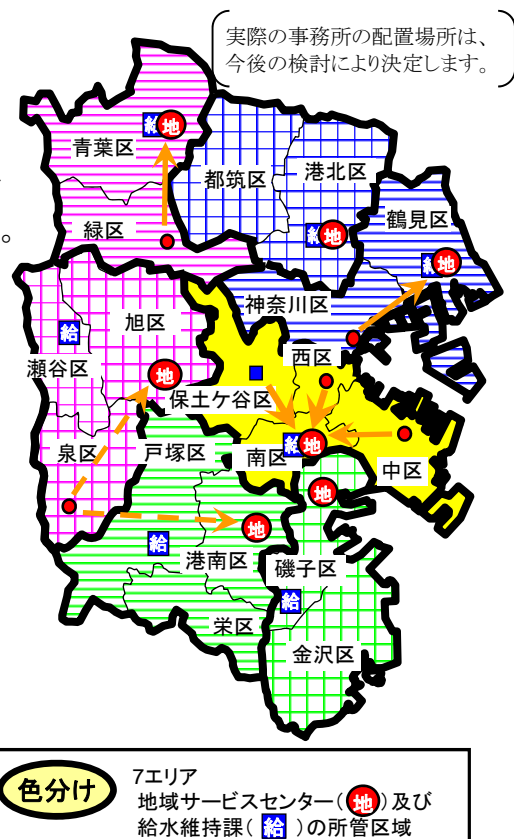 実際の事務所の配置場所は、
今後の検討により決定します。
給 地
青葉区
都筑区
港北区
鶴見区
緑区
。
給 地
給 地
神奈川区
旭区
給
西区
瀬谷区
地
保土ケ谷区
泉区
戸塚区
南区
給 地
中区
地
地
給
港南区
磯子区
給
栄区
金沢区
色分け
7エリア
地域サービスセンター(地)及び
給水維持課(給)の所管区域